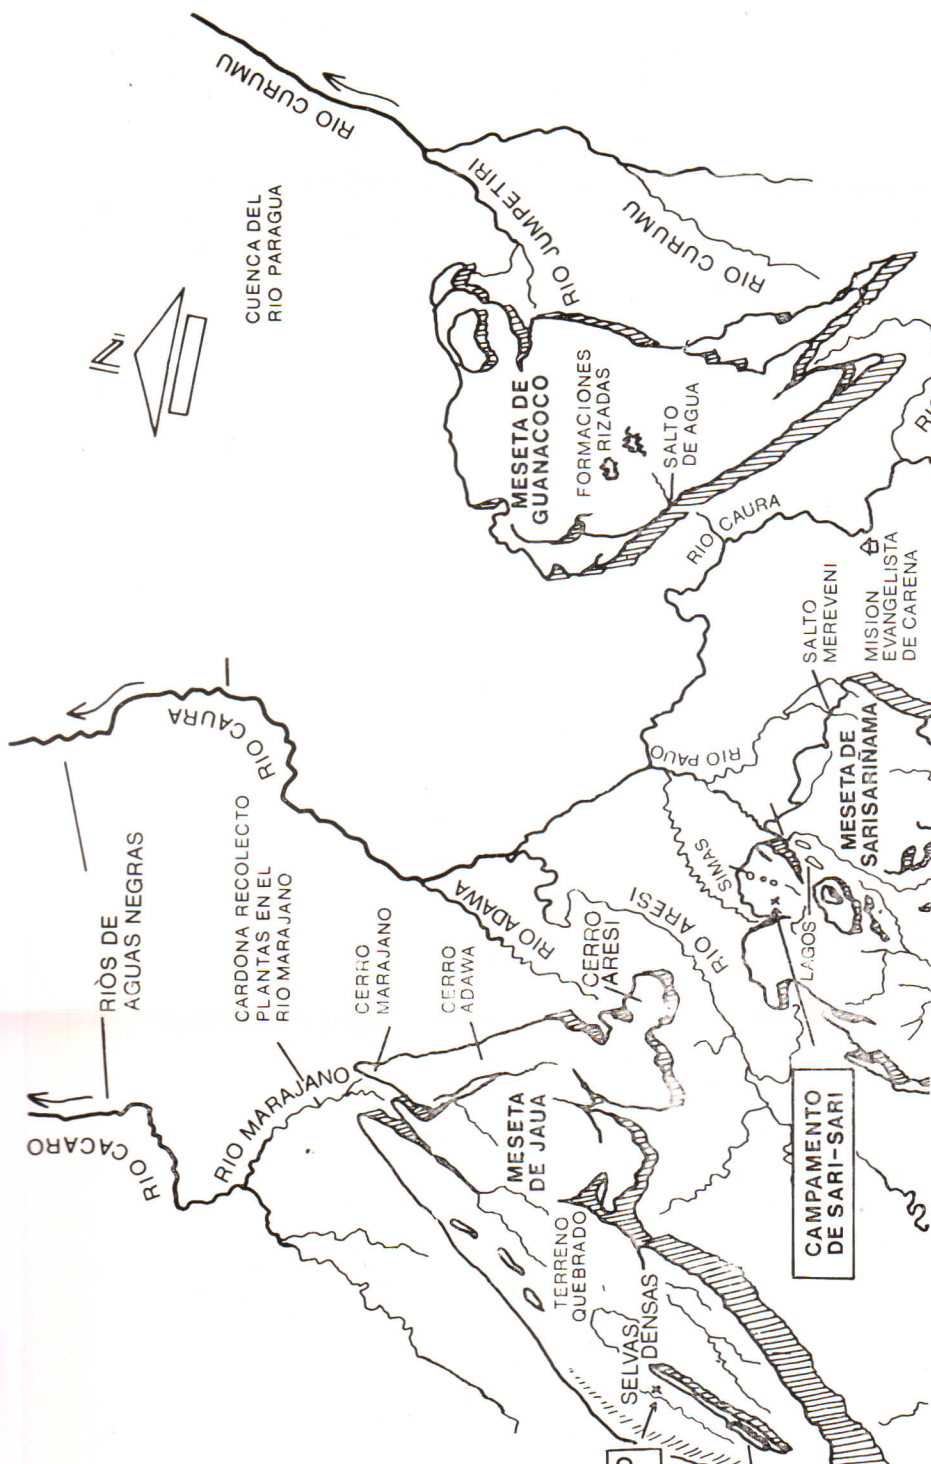 RIO CACARO
RÌOS DE
AGUAS NEGRAS
RIO CAURA
N
CUENCA DEL
RIO PARAGUA
RIO CURUMU
RIO MARAJANO
CARDONA RECOLECTO
PLANTAS EN EL
RIO MARAJANO
CERRO
MARAJANO
CERRO
ADAWA
RIO ADAWA
RIO JUMPETIRI
RIO CURUMU
MESETA DE
GUANACOCO
FORMACIONES
RIZADAS
SALTO
DE AGUA
MESETA
DE JAUA
CERRO
ARESI
RIO ARESI
RIO CAURA
TERRENO
QUEBRADO
SELVAS
DENSAS
SIMAS
RIO PAUO
SALTO
MEREVENI
MISION
EVANGELISTA
DE CARENA
LAGOS
MESETA DE
SARISARIÑAMA
CAMPAMENTO
DE SARI-SARI